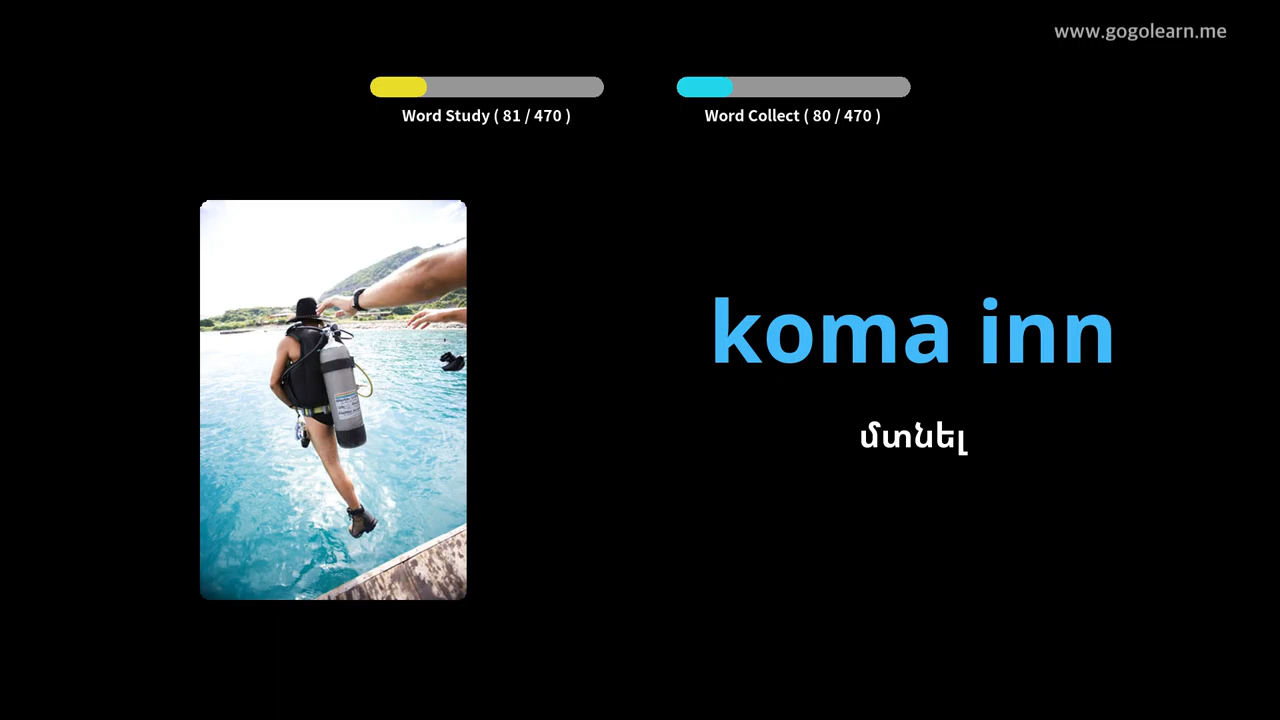 www.gogolearn.me
Word Study ( 81 / 470 )
Word Collect ( 80 / 470 )
koma inn
մտնել